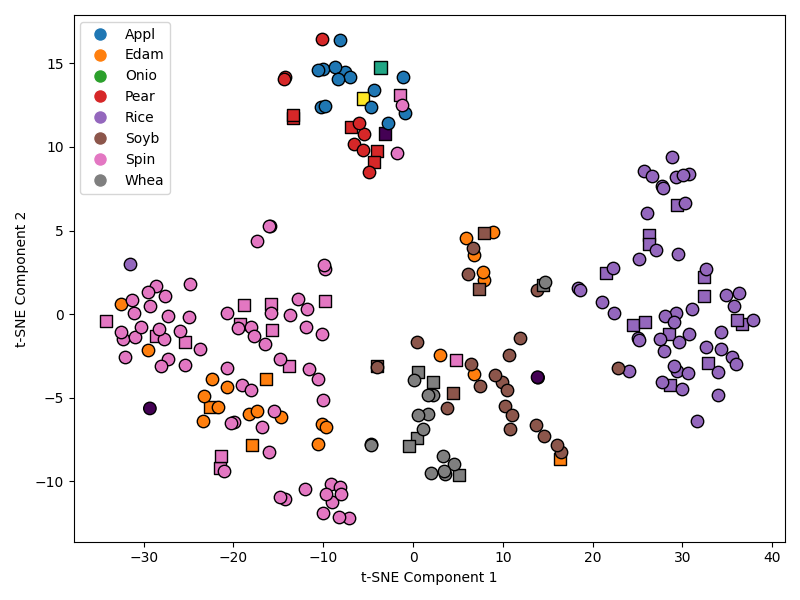 Appl
Edam
Onio
Pear
Rice
Soyb
Spin
Whea
15
10
5
0
−5
−10
t-SNE Component 2
−30
−20
−10
0
10
20
30
40
t-SNE Component 1